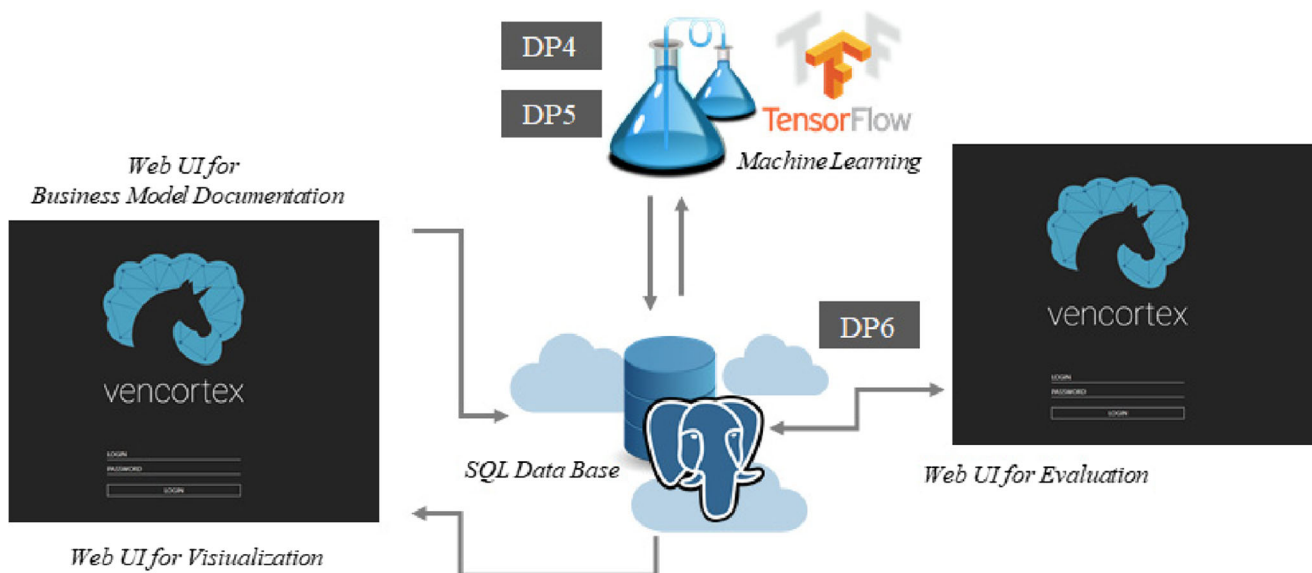 DP4
DP5
TensorFlow
Machine Learning
Web UI for
Business Model Documentation
vencortex
LOGIN
PASSWORD
LOGIN
Web UI for Visiualization
SQL Data Base
DP6
vencortex
LOGIN
PASSWORD
LOGIN
Web UI for Evaluation